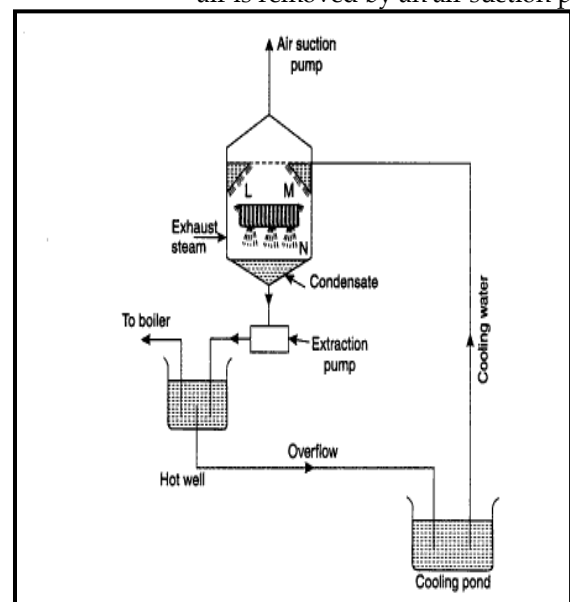 air is removed by an air suction p
Air suction
pump
L M
Exhaust
steam
N
Condensate
To boiler
Extraction
pump
Cooling water
Overflow
Hot well
Cooling pond